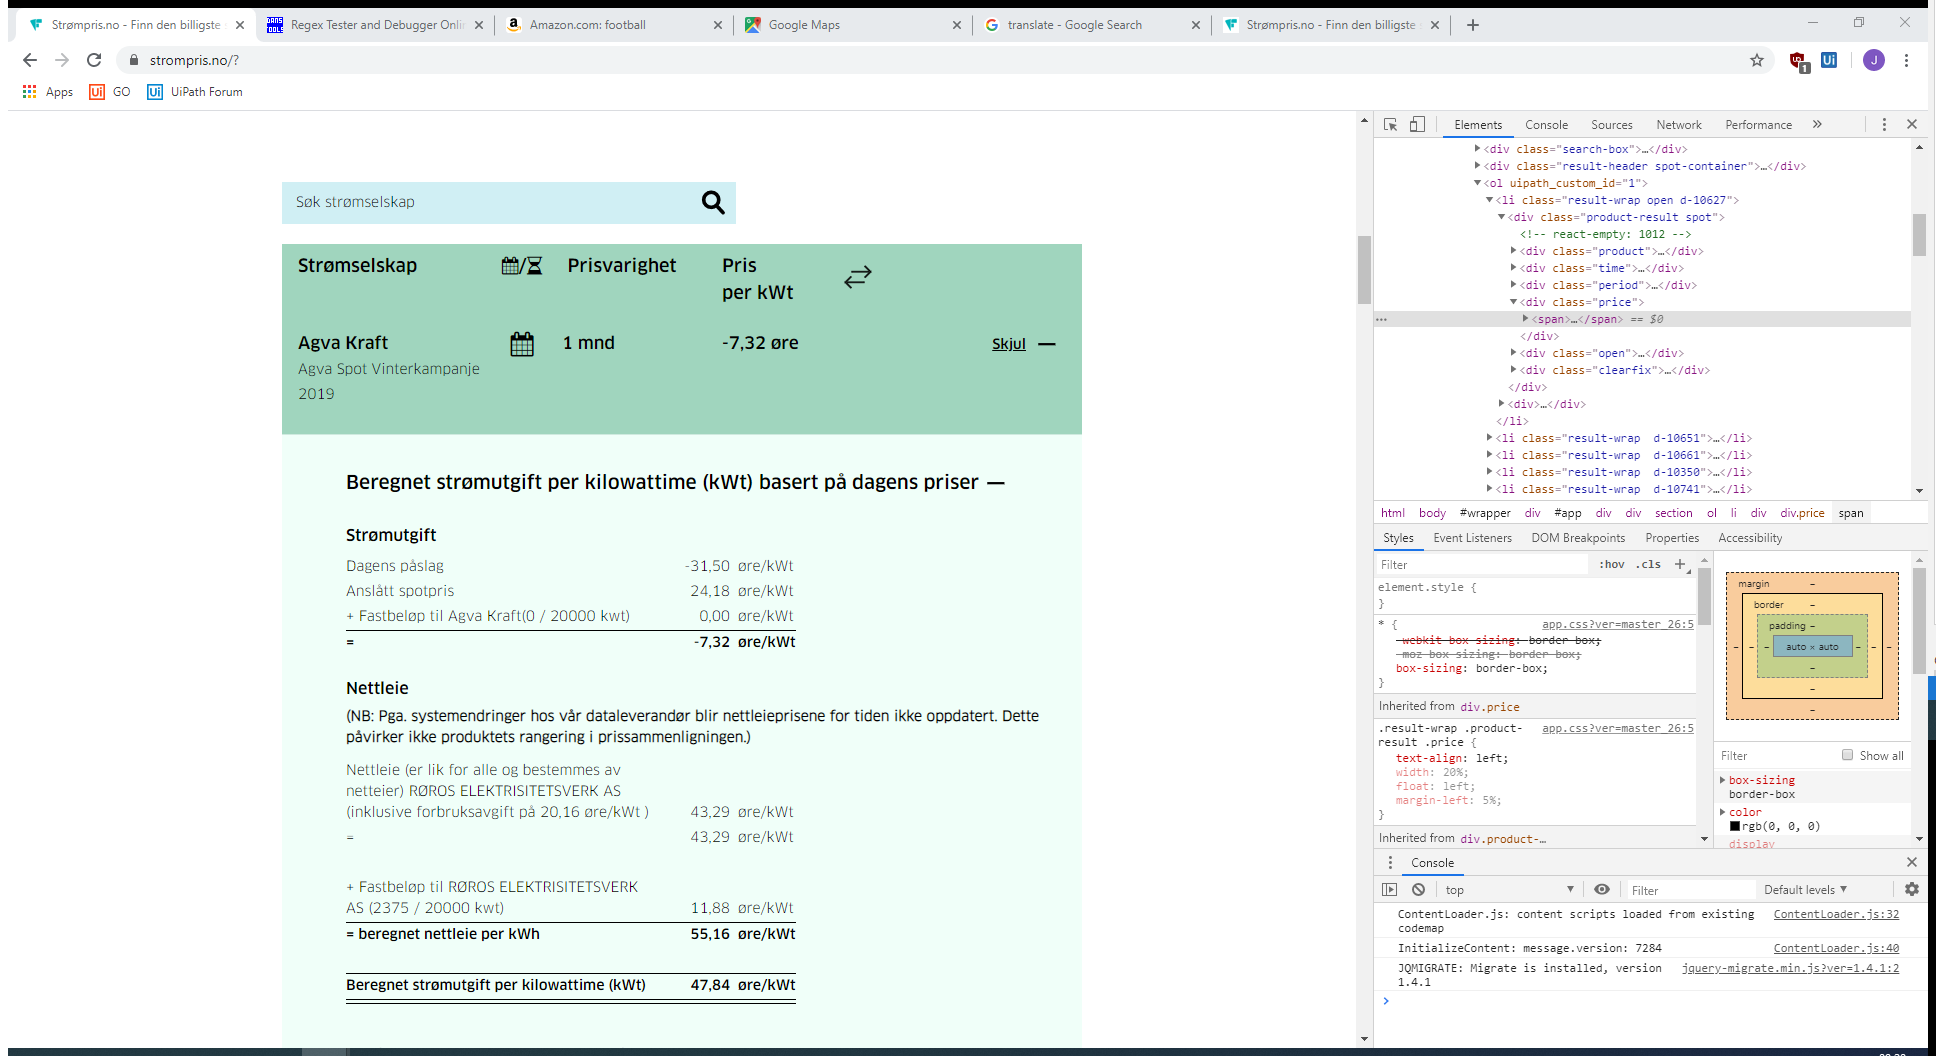 Strømpris.no - Finn den billigste
Regex Tester and Debugger Onlin
Amazon.com: football
Google Maps
translate - Google Search
Strømpris.no - Finn den billigste
strompris.no/?
1
Ui
J
Apps
Ui GO
Ui UiPath Forum
Søk strømselskap
Strømselskap
/
Prisvarighet
Pris
per kWt
Agva Kraft
1 mnd
-7,32 øre
Skjul
Agva Spot Vinterkampanje
2019
Beregnet strømutgift per kilowattime (kWt) basert på dagens priser —
Strømutgift
Dagens påslag -31,50 øre/kWt
Anslått spotpris 24,18 øre/kWt
+ Fastbeløp til Agva Kraft(0 / 20000 kwt) 0,00 øre/kWt
= -7,32 øre/kWt
Nettleie
(NB: Pga. systemendringer hos vår dataleverandør blir nettleieprisene for tiden ikke oppdatert. Dette
påvirker ikke produktets rangering i prissammenligningen.)
Nettleie (er lik for alle og bestemmes av
netteier) RØROS ELEKTRISITETSVERK AS
(inklusive forbruksavgift på 20,16 øre/kWt ) 43,29 øre/kWt
= 43,29 øre/kWt
+ Fastbeløp til RØROS ELEKTRISITETSVERK
AS (2375 / 20000 kwt) 11,88 øre/kWt
= beregnet nettleie per kWh 55,16 øre/kWt
Beregnet strømutgift per kilowattime (kWt) 47,84 øre/kWt
Elements Console Sources Network Performance »
<div class="search-box">…</div>
<div class="result-header spot-container">…</div>
<ol uipath_custom_id="1">
<li class="result-wrap open d-10627">
<div class="product-result spot">
<!-- react-empty: 1012 -->
<div class="product">…</div>
<div class="time">…</div>
<div class="period">…</div>
<div class="price">
<span>…</span> == $0
</div>
<div class="open">…</div>
<div class="clearfix">…</div>
</div>
<div>…</div>
</li>
<li class="result-wrap  d-10651">…</li>
<li class="result-wrap  d-10661">…</li>
<li class="result-wrap  d-10350">…</li>
<li class="result-wrap  d-10741">…</li>
html body #wrapper div #app div div section ol li div div.price span
Styles Event Listeners DOM Breakpoints Properties Accessibility
Filter :hov .cls +
element.style {
}
* { app.css?ver=master_26:5
-webkit-box-sizing: border-box;
-moz-box-sizing: border-box;
box-sizing: border-box;
}
Inherited from div.price
.result-wrap .product- app.css?ver=master_26:5
result .price {
text-align: left;
width: 20%;
float: left;
margin-left: 5%;
}
Inherited from div.product-…
margin –
border –
padding –
– – – auto × auto – – –
–
–
–
Filter Show all
box-sizing
border-box
color
rgb(0, 0, 0)
display
Console
top Filter Default levels
ContentLoader.js: content scripts loaded from existing ContentLoader.js:32
codemap
InitializeContent: message.version: 7284 ContentLoader.js:40
JQMIGRATE: Migrate is installed, version jquery-migrate.min.js?ver=1.4.1:2
1.4.1